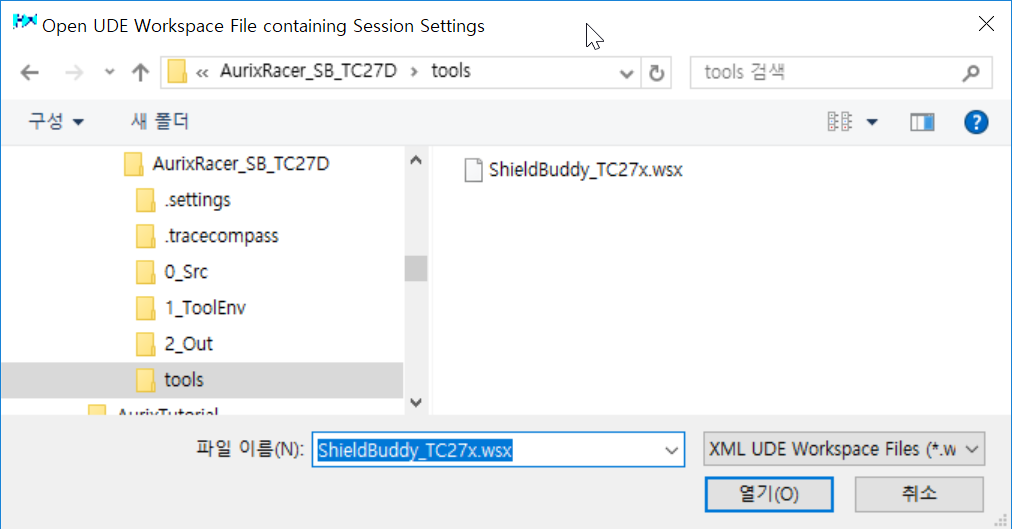 Open UDE Workspace File containing Session Settings
« AurixRacer_SB_TC27D › tools
tools 검색
구성
새 폴더
?
AurixRacer_SB_TC27D
.settings
.tracecompass
0_Src
1_ToolEnv
2_Out
tools
AurixTutorial
ShieldBuddy_TC27x.wsx
파일 이름(N):
ShieldBuddy_TC27x.wsx
XML UDE Workspace Files (*.w
열기(O)
취소